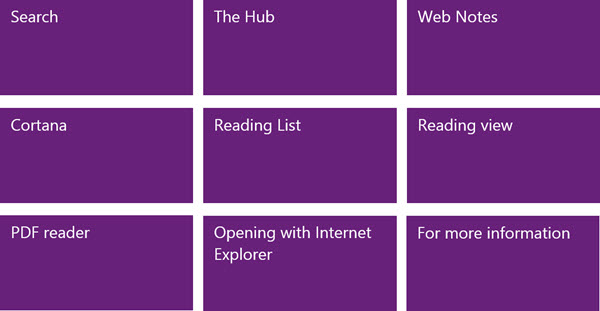 Search
The Hub
Web Notes
Cortana
Reading List
Reading view
PDF reader
Opening with Internet
Explorer
For more information